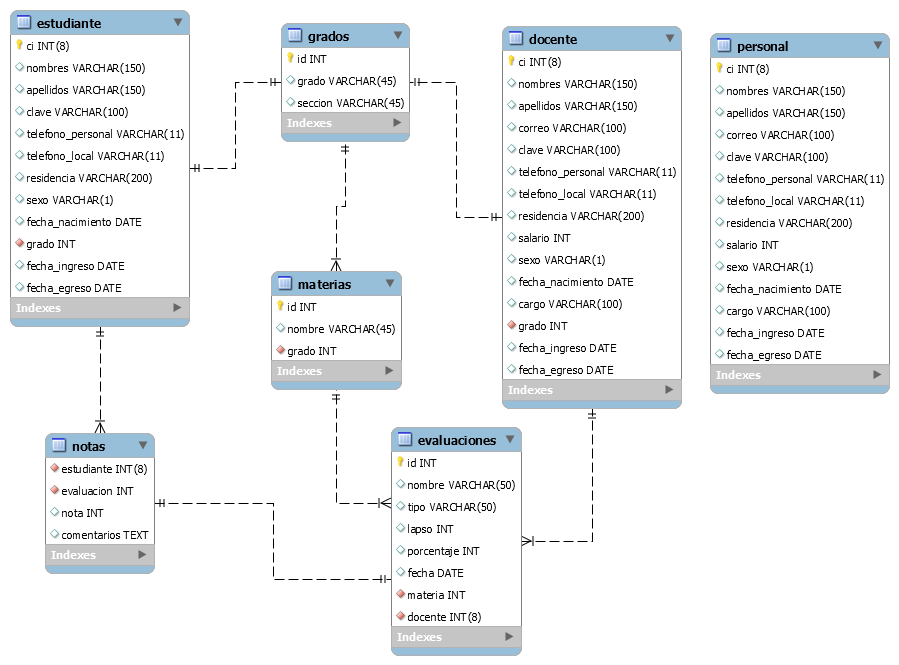 estudiante
ci INT(8)
nombres VARCHAR(150)
apellidos VARCHAR(150)
clave VARCHAR(100)
telefono_personal VARCHAR(11)
telefono_local VARCHAR(11)
residencia VARCHAR(200)
sexo VARCHAR(1)
fecha_nacimiento DATE
grado INT
fecha_ingreso DATE
fecha_egreso DATE
Indexes
grados
id INT
grado VARCHAR(45)
seccion VARCHAR(45)
Indexes
docente
ci INT(8)
nombres VARCHAR(150)
apellidos VARCHAR(150)
correo VARCHAR(100)
clave VARCHAR(100)
telefono_personal VARCHAR(11)
telefono_local VARCHAR(11)
residencia VARCHAR(200)
salario INT
sexo VARCHAR(1)
fecha_nacimiento DATE
cargo VARCHAR(100)
grado INT
fecha_ingreso DATE
fecha_egreso DATE
Indexes
personal
ci INT(8)
nombres VARCHAR(150)
apellidos VARCHAR(150)
correo VARCHAR(100)
clave VARCHAR(100)
telefono_personal VARCHAR(11)
telefono_local VARCHAR(11)
residencia VARCHAR(200)
salario INT
sexo VARCHAR(1)
fecha_nacimiento DATE
cargo VARCHAR(100)
fecha_ingreso DATE
fecha_egreso DATE
Indexes
materias
id INT
nombre VARCHAR(45)
grado INT
Indexes
notas
estudiante INT(8)
evaluacion INT
nota INT
comentarios TEXT
Indexes
evaluaciones
id INT
nombre VARCHAR(50)
tipo VARCHAR(50)
lapso INT
porcentaje INT
fecha DATE
materia INT
docente INT(8)
Indexes